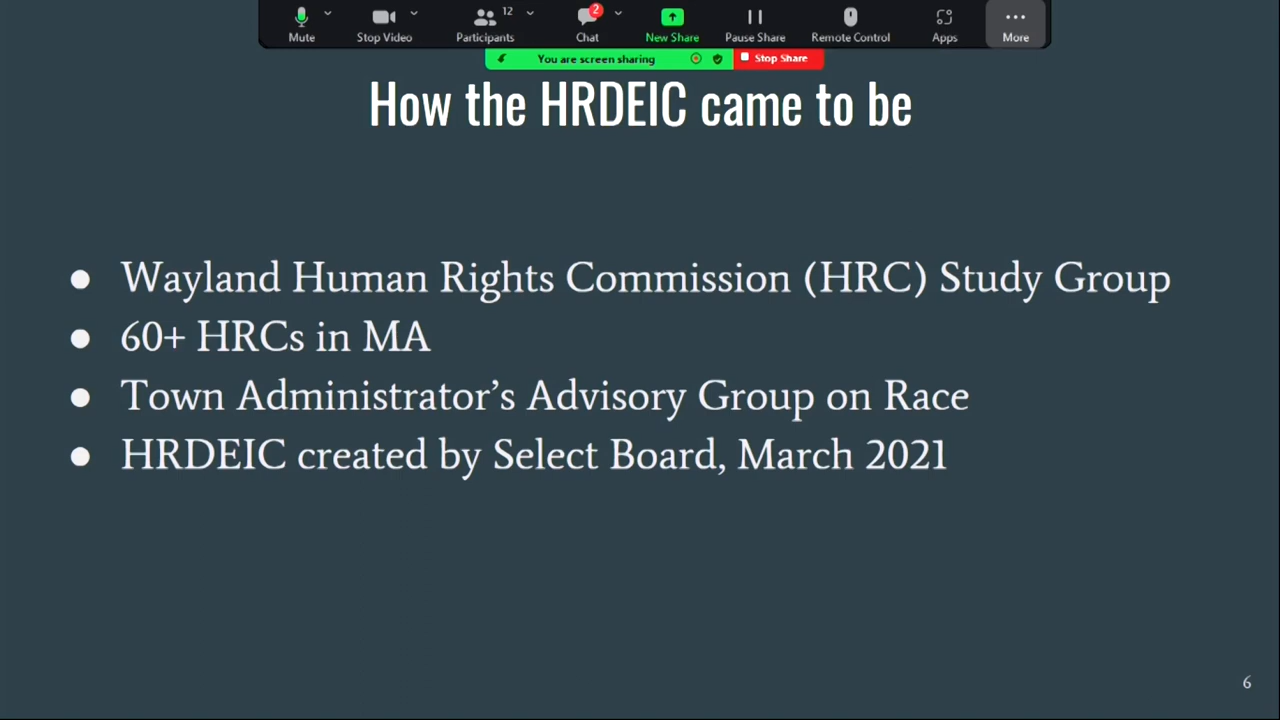 12
2
Mute Stop Video Participants Chat New Share Pause Share Remote Control Apps More
You are screen sharing Stop Share
How the HRDEIC came to be
● Wayland Human Rights Commission (HRC) Study Group
● 60+ HRCs in MA
● Town Administrator’s Advisory Group on Race
● HRDEIC created by Select Board, March 2021
6